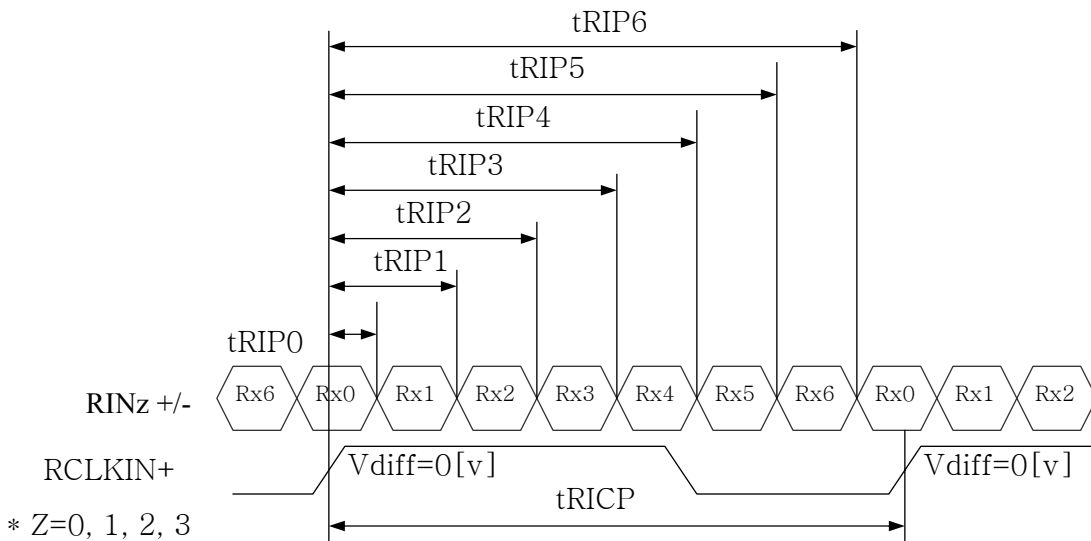 tRIP6
tRIP5
tRIP4
tRIP3
tRIP2
tRIP1
tRIP0
RINz +/- Rx6 Rx0 Rx1 Rx2 Rx3 Rx4 Rx5 Rx6 Rx0 Rx1 Rx2
RCLKIN+ Vdiff=0[v] Vdiff=0[v]
tRICP
* Z=0, 1, 2, 3